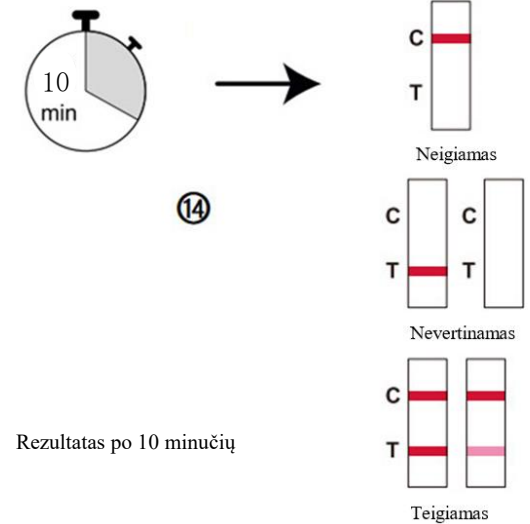 10
min
C
T
Neigiamas
⑭
C C
T T
Nevertinamas
C
T
Rezultatas po 10 minučių
Teigiamas